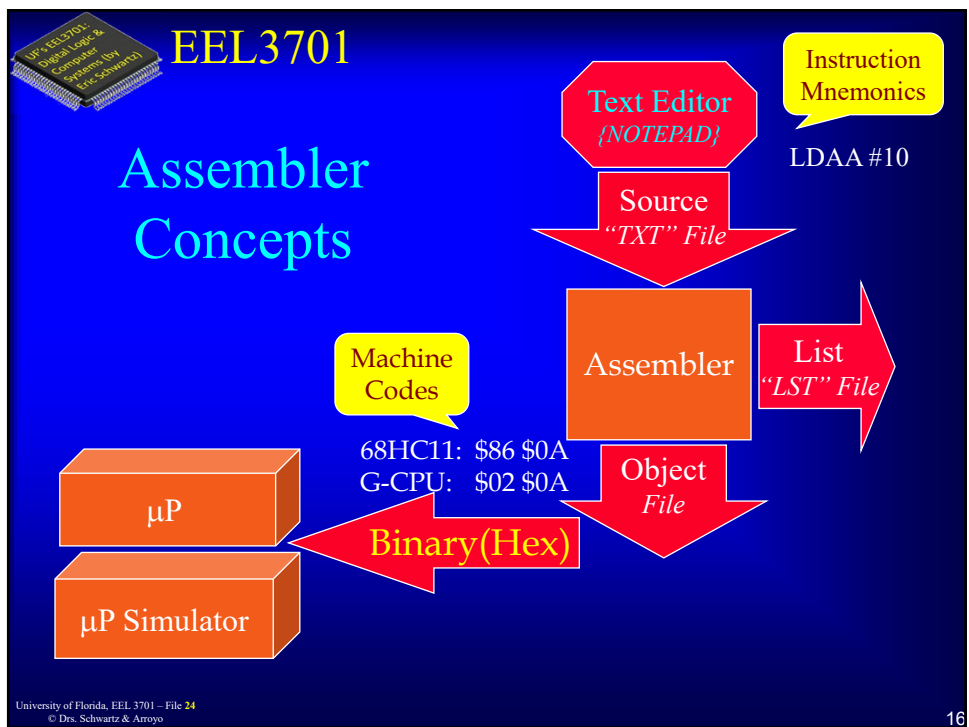 UF's EEL3701:
Digital Logic &
Computer
Systems (by
Eric Schwartz)
EEL3701
Assembler
Concepts
Text Editor
{NOTEPAD}
Instruction
Mnemonics
LDAA #10
Source
“TXT” File
Assembler
List
“LST” File
Machine
Codes
68HC11: $86 $0A
G-CPU: $02 $0A
Object
File
Binary(Hex)
µP
µP Simulator
University of Florida, EEL 3701 – File 24
© Drs. Schwartz & Arroyo
16